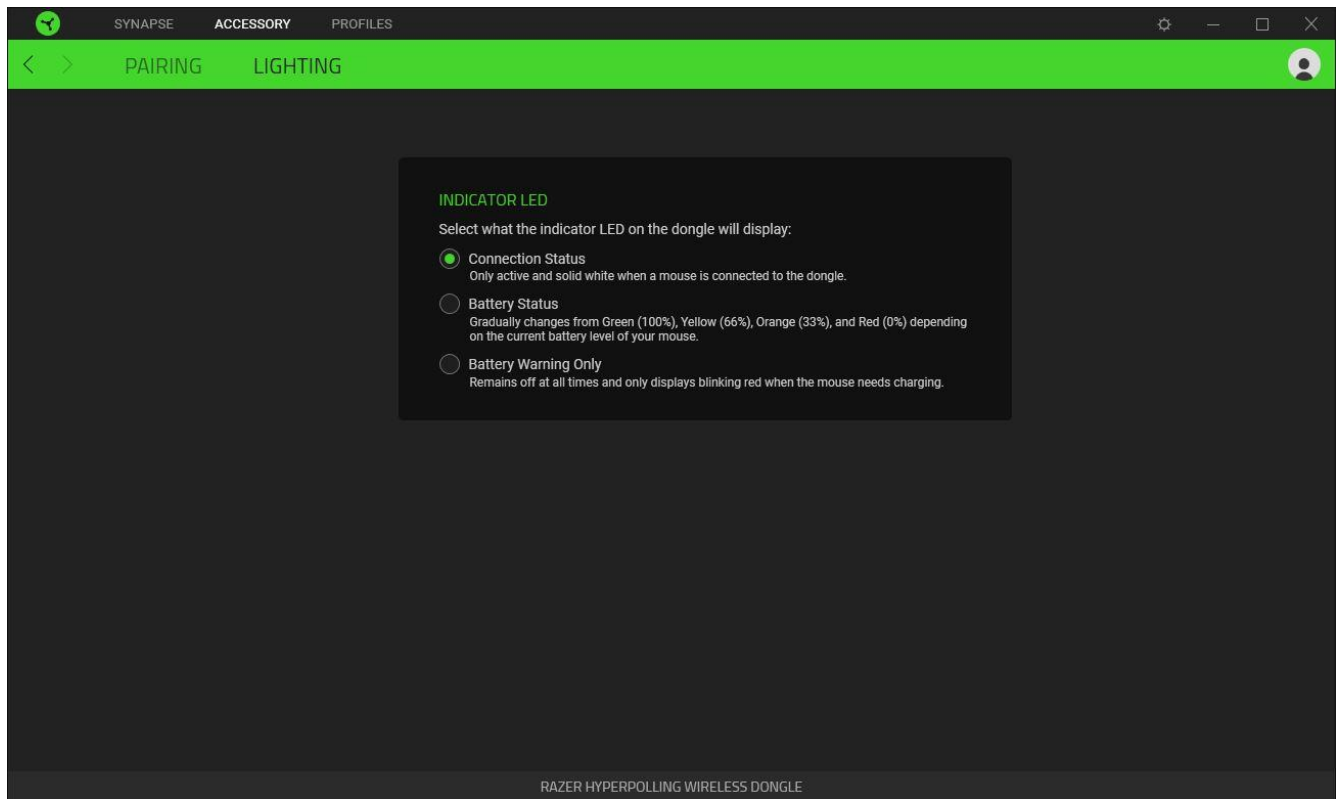 SYNAPSE ACCESSORY PROFILES
PAIRING LIGHTING
INDICATOR LED
Select what the indicator LED on the dongle will display:
Connection Status
Only active and solid white when a mouse is connected to the dongle.
Battery Status
Gradually changes from Green (100%), Yellow (66%), Orange (33%), and Red (0%) depending
on the current battery level of your mouse.
Battery Warning Only
Remains off at all times and only displays blinking red when the mouse needs charging.
RAZER HYPERPOLLING WIRELESS DONGLE